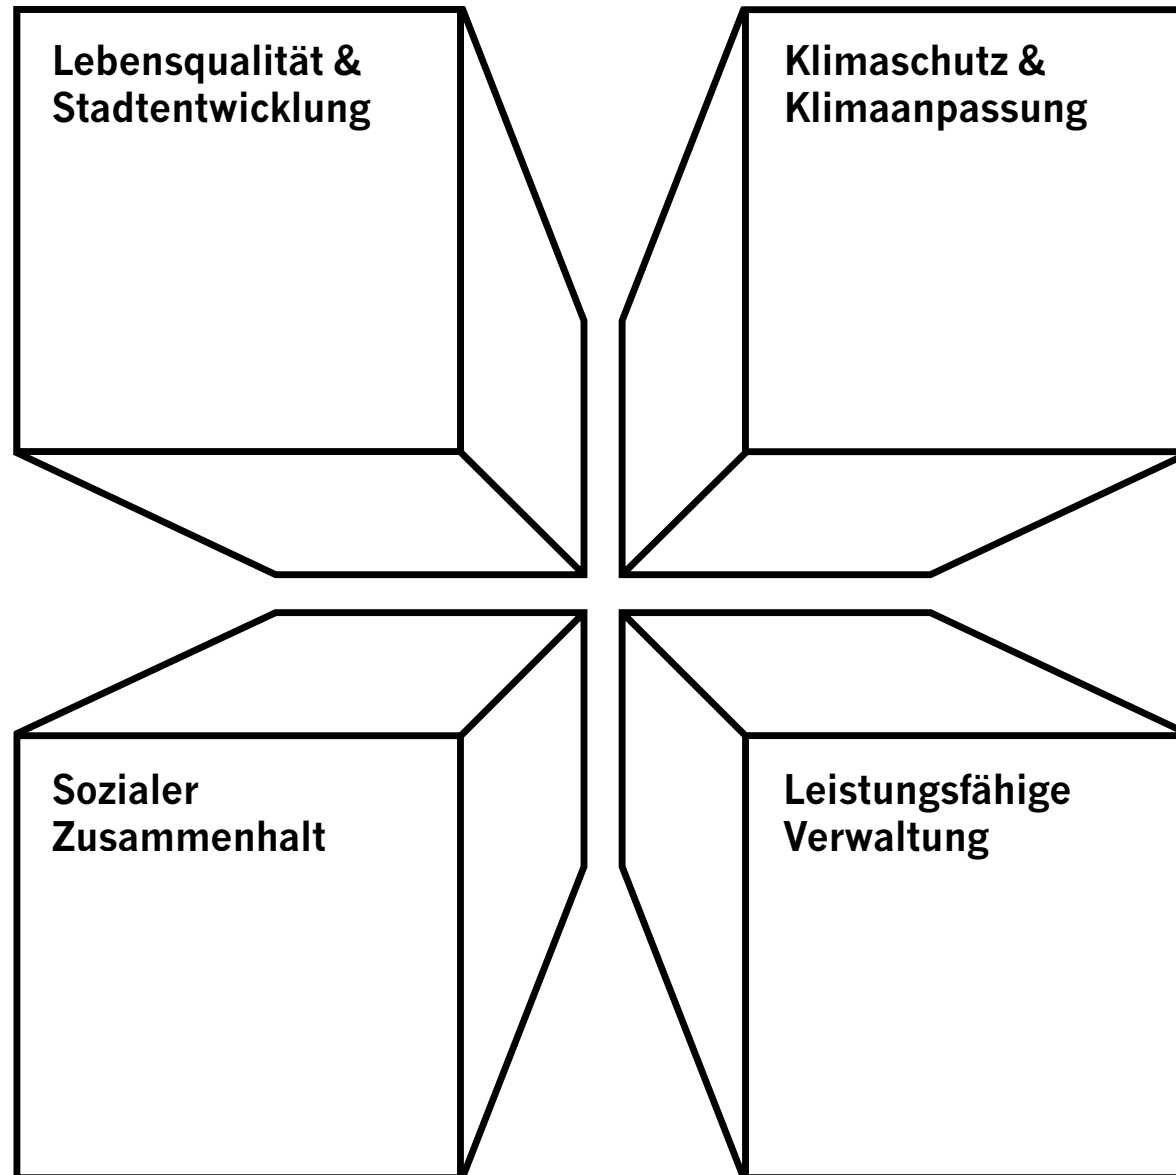 Lebensqualität &
Stadtentwicklung
Klimaschutz &
Klimaanpassung
Sozialer
Zusammenhalt
Leistungsfähige
Verwaltung